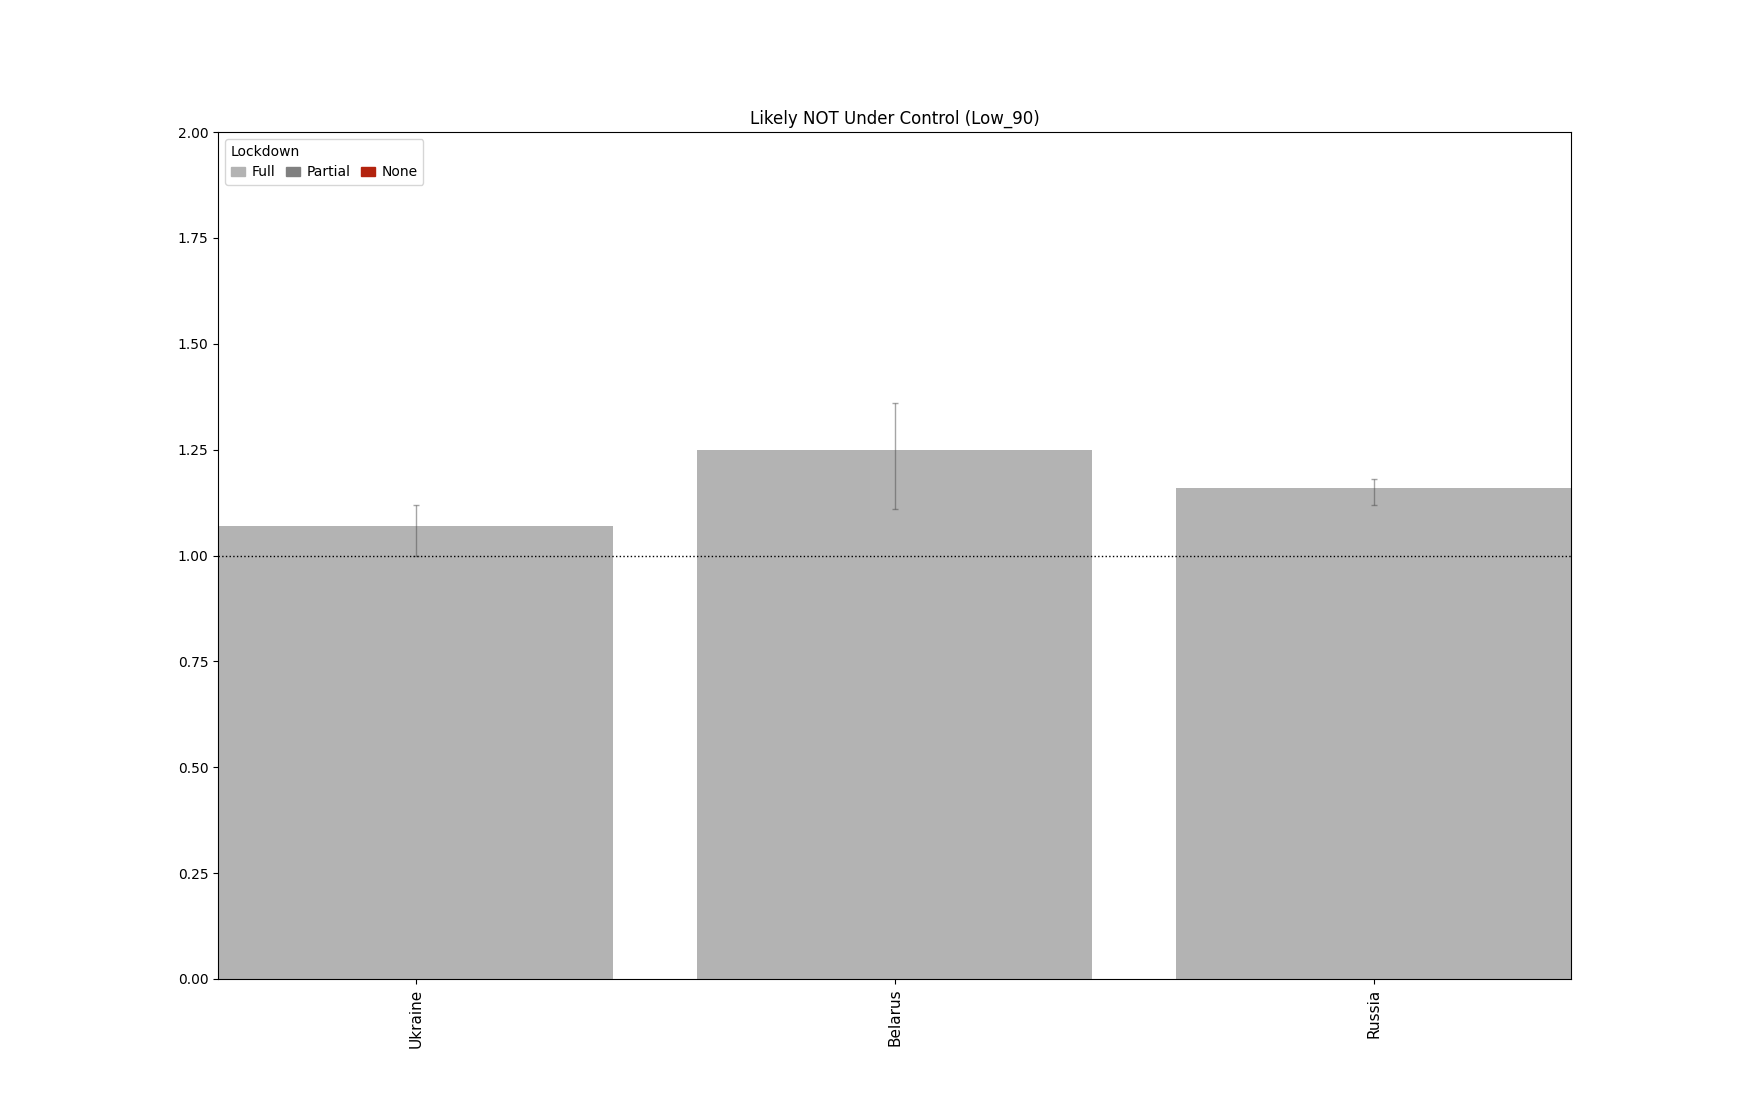 Likely NOT Under Control (Low_90)
Lockdown
Full Partial None
2.00
1.75
1.50
1.25
1.00
0.75
0.50
0.25
0.00
Ukraine
Belarus
Russia